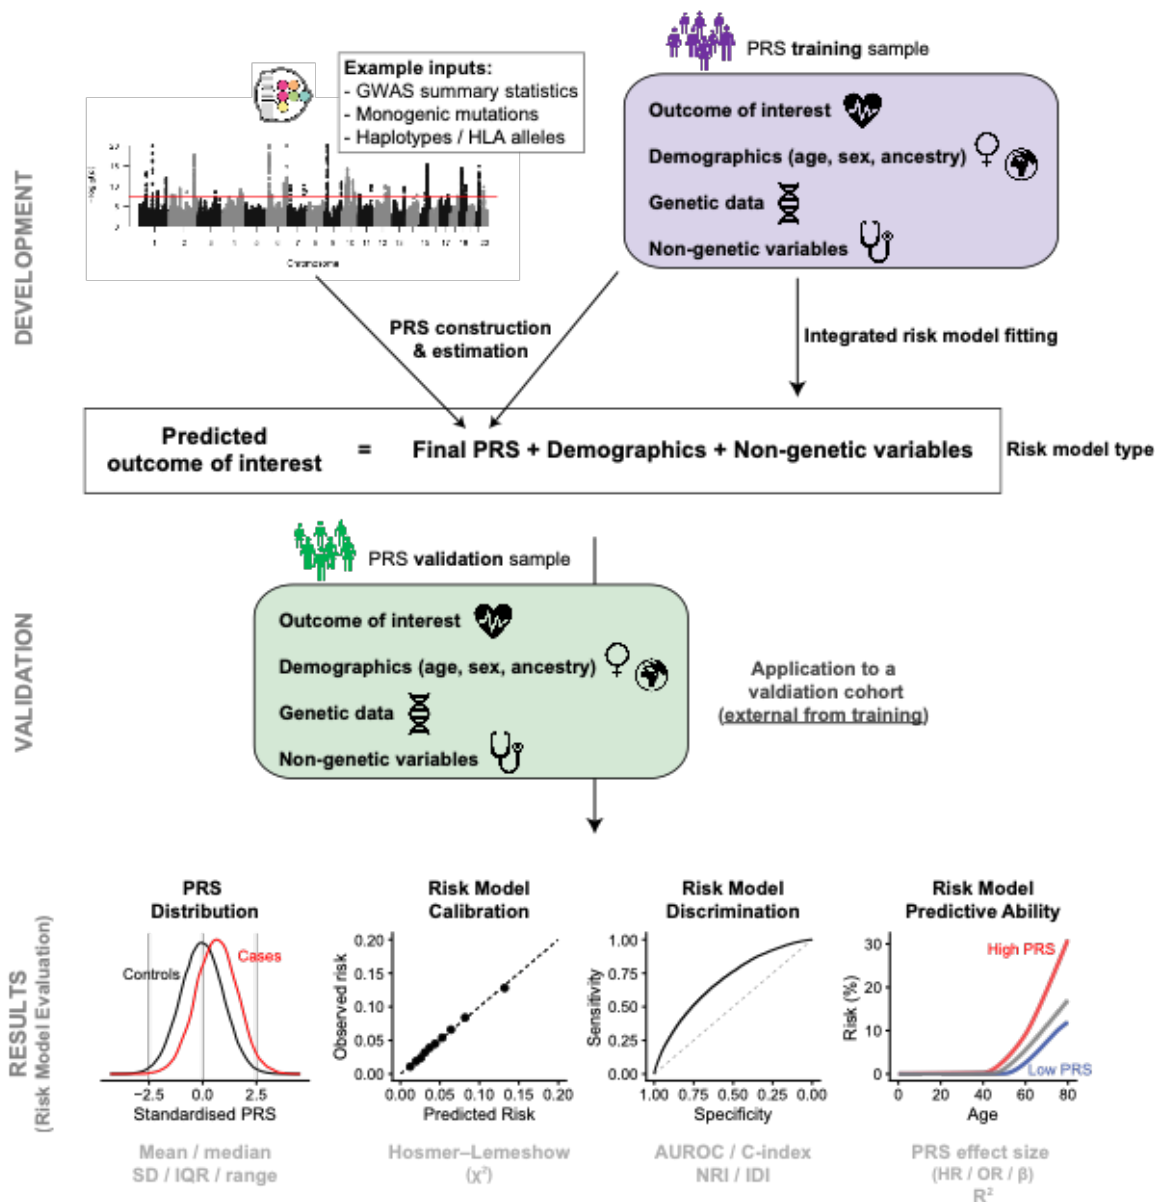 PRS training sample
Example inputs:
- GWAS summary statistics
- Monogenic mutations
- Haplotypes / HLA alleles
Chromosome
Outcome of interest
Demographics (age, sex, ancestry)
Genetic data
Non-genetic variables
DEVELOPMENT
PRS construction
& estimation
Integrated risk model fitting
Predicted
outcome of interest
=
Final PRS + Demographics + Non-genetic variables
Risk model type
PRS validation sample
VALIDATION
Outcome of interest
Demographics (age, sex, ancestry)
Genetic data
Non-genetic variables
Application to a
valdiation cohort
(external from training)
RESULTS
(Risk Model Evaluation)
PRS
Distribution
Controls
Cases
−2.5 0.0 2.5
Standardised PRS
Mean / median
SD / IQR / range
Risk Model
Calibration
Observed risk
0.20
0.15
0.10
0.05
0.00
0.00 0.05 0.10 0.15 0.20
Predicted Risk
Hosmer–Lemeshow
(χ²)
Risk Model
Discrimination
Sensitivity
1.00
0.75
0.50
0.25
0.00
1.00 0.75 0.50 0.25 0.00
Specificity
AUROC / C-index
NRI / IDI
Risk Model
Predictive Ability
Risk (%)
30
20
10
0
High PRS
Low PRS
0 20 40 60 80
Age
PRS effect size
(HR / OR / β)
R²